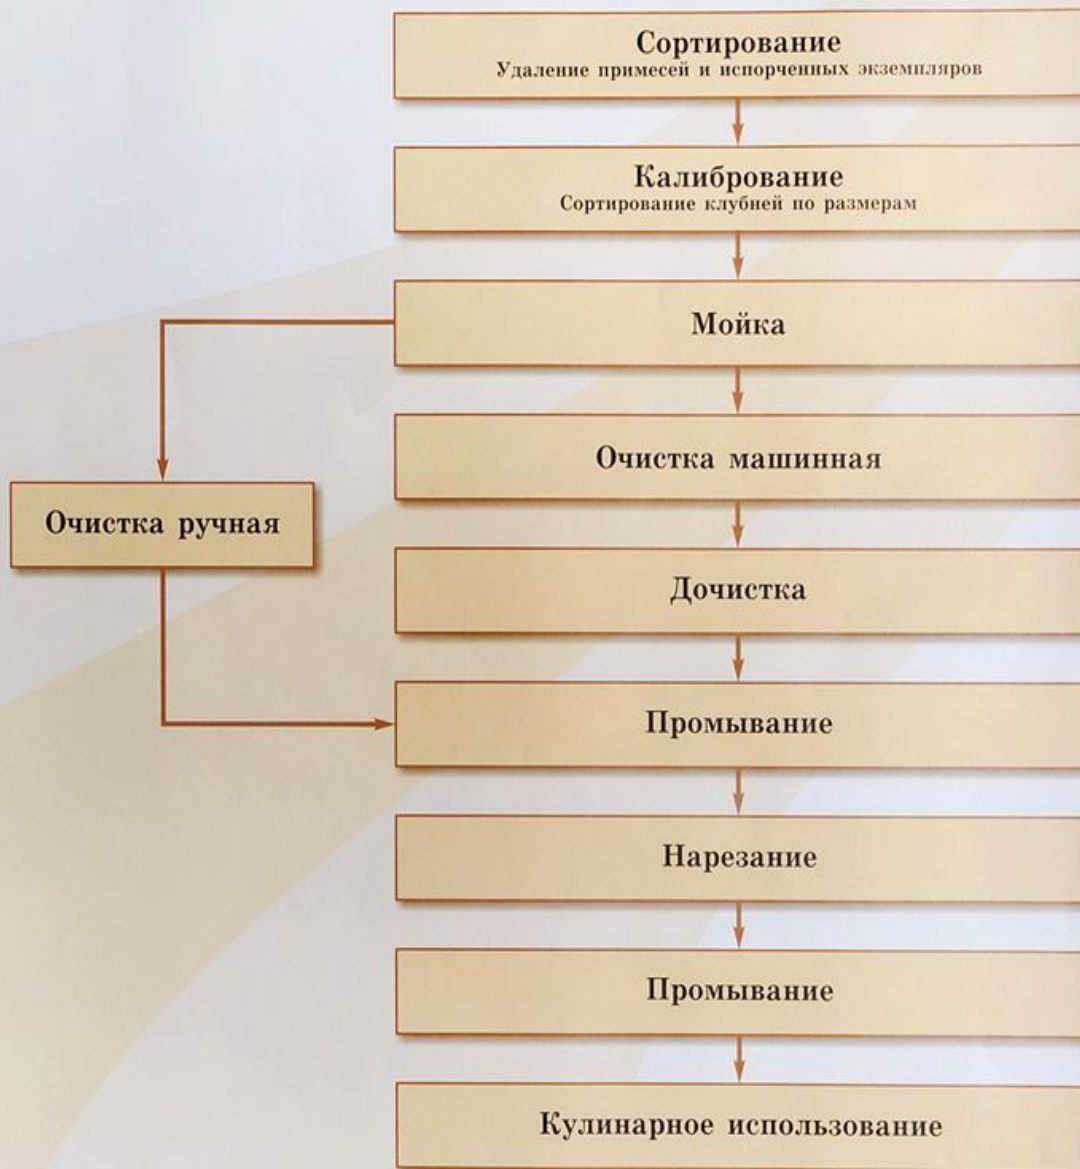 Сортирование
Удаление примесей и испорченных экземпляров
Калибрование
Сортирование клубней по размерам
Мойка
Очистка машинная
Очистка ручная
Дочистка
Промывание
Нарезание
Промывание
Кулинарное использование